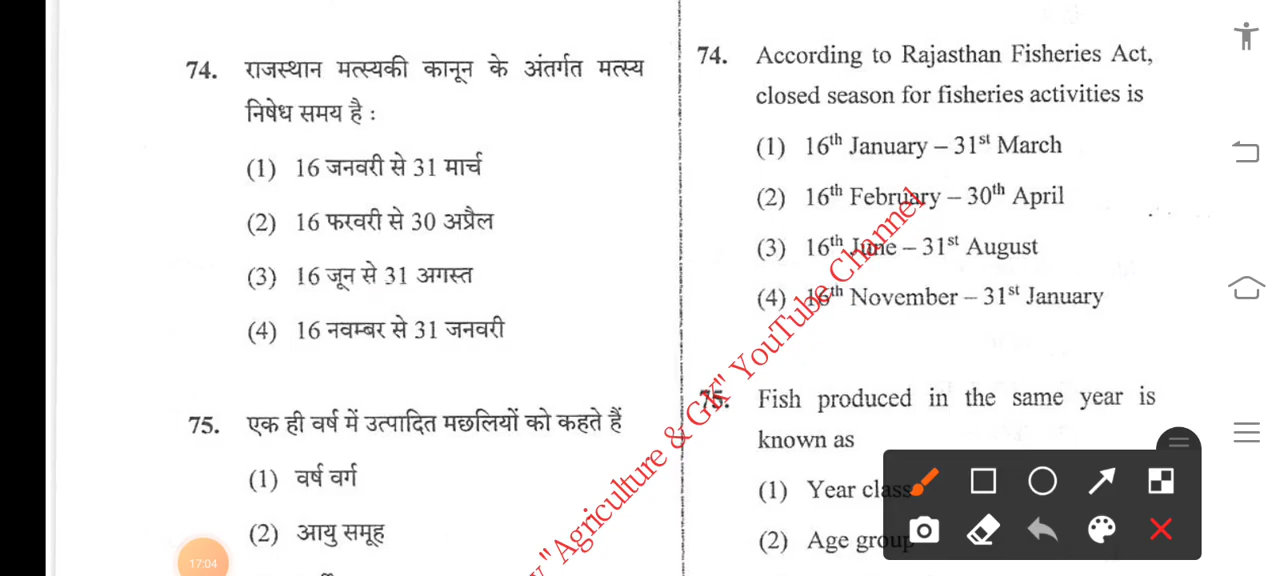 74. राजस्थान मत्स्यकी कानून के अंतर्गत मत्स्य
निषेध समय है :
(1) 16 जनवरी से 31 मार्च
(2) 16 फरवरी से 30 अप्रैल
(3) 16 जून से 31 अगस्त
(4) 16 नवम्बर से 31 जनवरी
75. एक ही वर्ष में उत्पादित मछलियों को कहते हैं
(1) वर्ष वर्ग
(2) आयु समूह
74. According to Rajasthan Fisheries Act,
closed season for fisheries activities is
(1) 16th January – 31st March
(2) 16th February – 30th April
(3) 16th June – 31st August
(4) 16th November – 31st January
75. Fish produced in the same year is
known as
(1) Year class
(2) Age group
"Agriculture & GK" YouTube Channel
17:04